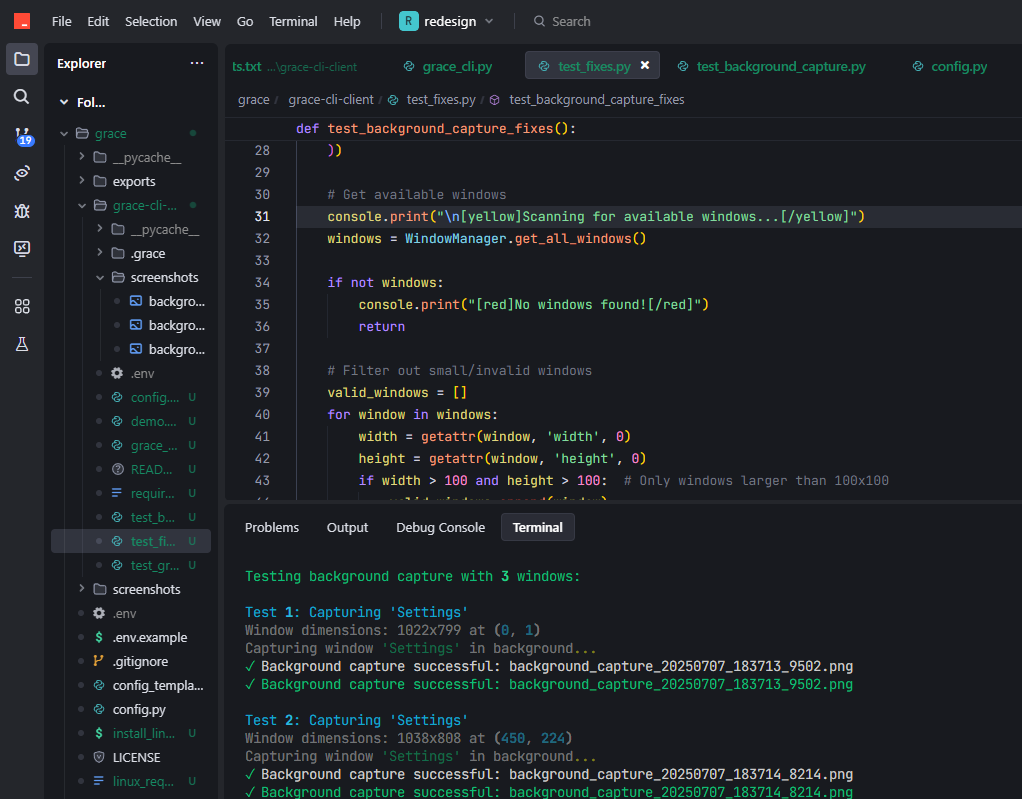 File Edit Selection View Go Terminal Help R redesign Search
Explorer ...
Fol...
19
grace
__pycache__
exports
grace-cli-...
__pycache__
.grace
screenshots
backgro...
backgro...
backgro...
.env
config.... U
demo.... U
grace_... U
READ... U
requir... U
test_b... U
test_fi... U
test_gr... U
screenshots
.env
$ .env.example
.gitignore
config_templa...
config.py
$ install_lin... U
LICENSE
linux_req... U
ts.txt ...\grace-cli-client grace_cli.py test_fixes.py test_background_capture.py config.py
grace / grace-cli-client / test_fixes.py / test_background_capture_fixes
def test_background_capture_fixes():
28 ))
29
30 # Get available windows
31 console.print("\n[yellow]Scanning for available windows...[/yellow]")
32 windows = WindowManager.get_all_windows()
33
34 if not windows:
35 console.print("[red]No windows found![/red]")
36 return
37
38 # Filter out small/invalid windows
39 valid_windows = []
40 for window in windows:
41 width = getattr(window, 'width', 0)
42 height = getattr(window, 'height', 0)
43 if width > 100 and height > 100: # Only windows larger than 100x100
44 valid_windows.append(window)
Problems Output Debug Console Terminal
Testing background capture with 3 windows:
Test 1: Capturing 'Settings'
Window dimensions: 1022x799 at (0, 1)
Capturing window 'Settings' in background...
✓ Background capture successful: background_capture_20250707_183713_9502.png
✓ Background capture successful: background_capture_20250707_183713_9502.png
Test 2: Capturing 'Settings'
Window dimensions: 1038x808 at (450, 224)
Capturing window 'Settings' in background...
✓ Background capture successful: background_capture_20250707_183714_8214.png
✓ Background capture successful: background_capture_20250707_183714_8214.png